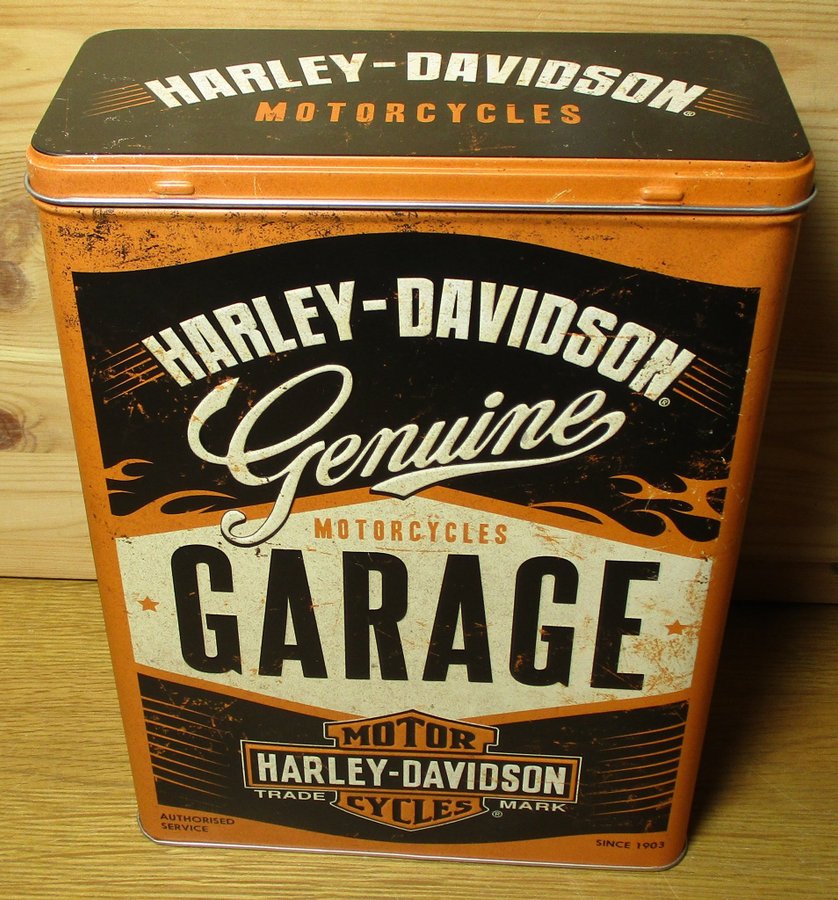 HARLEY-DAVIDSON®
MOTORCYCLES
HARLEY-DAVIDSON®
Genuine
MOTORCYCLES
GARAGE
MOTOR
HARLEY-DAVIDSON
TRADE MARK
CYCLES®
AUTHORISED
SERVICE
SINCE 1903